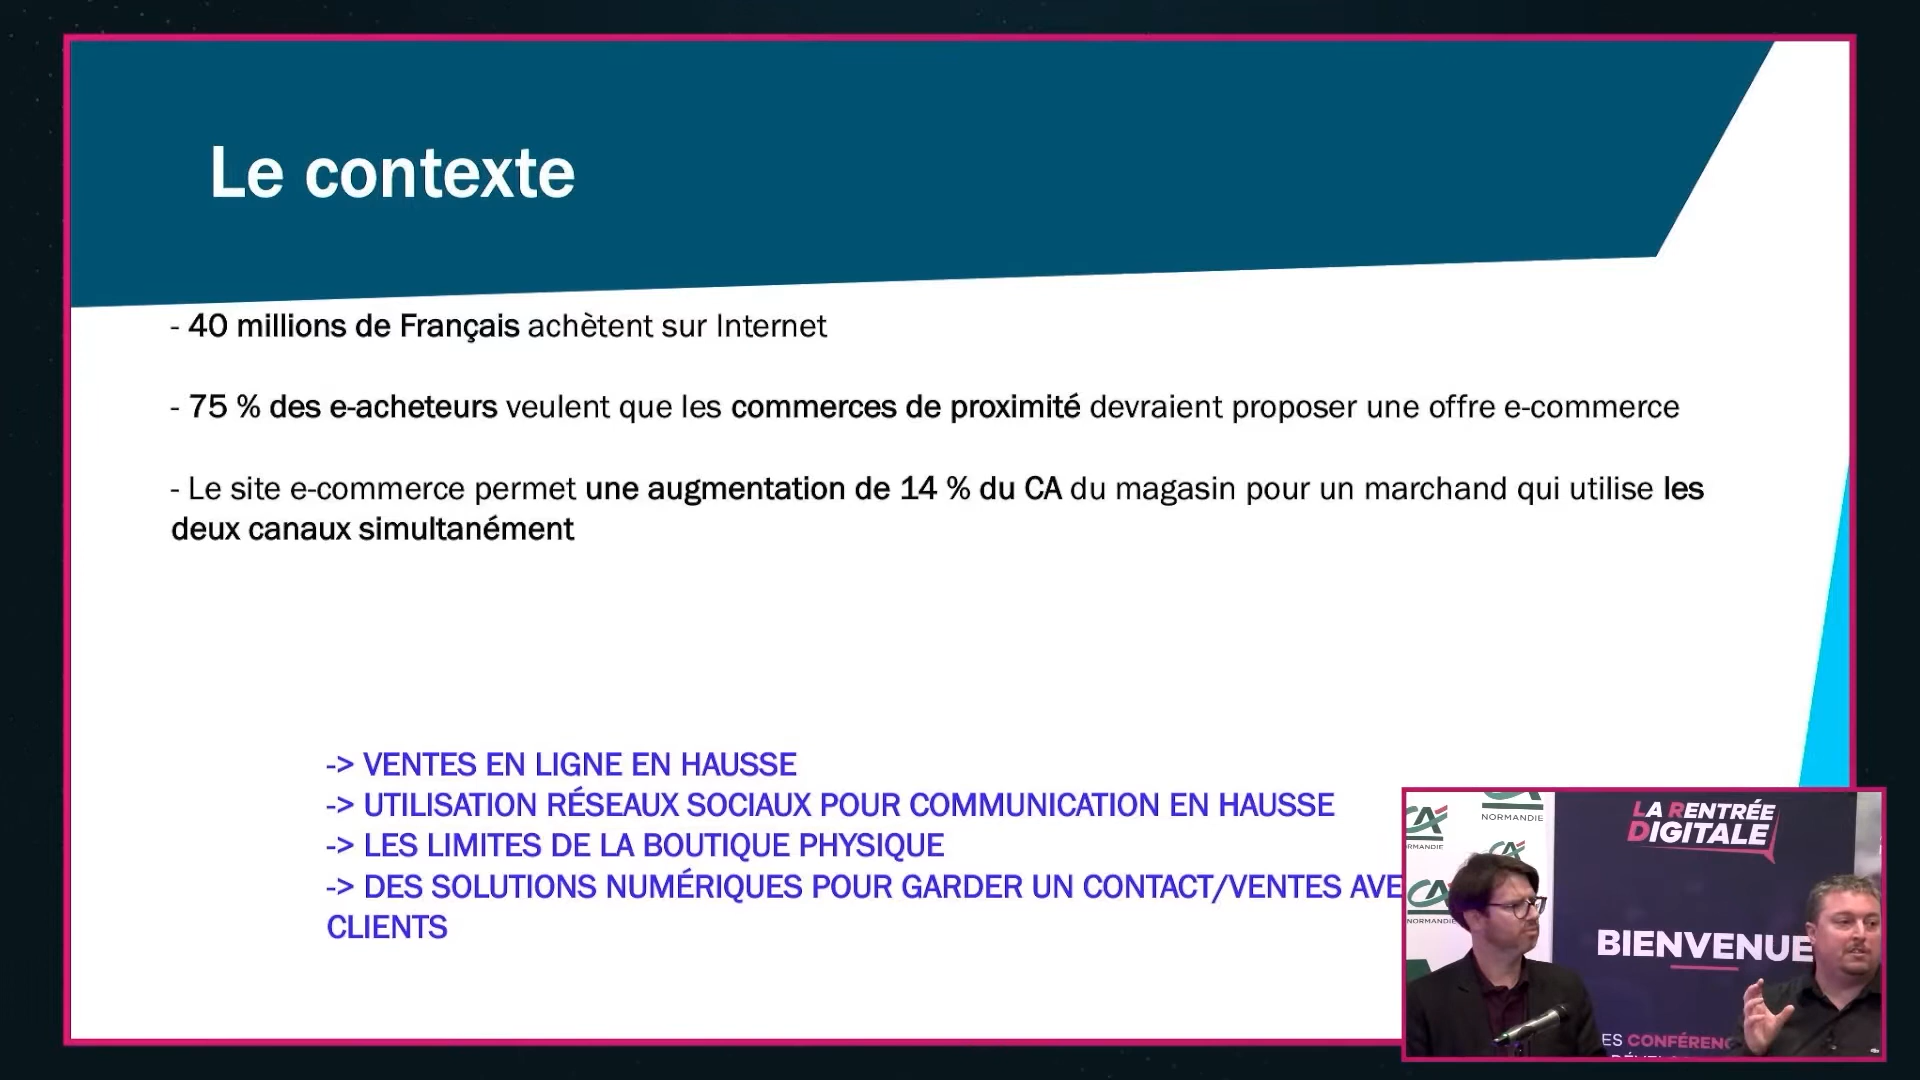 Le contexte
- 40 millions de Français achètent sur Internet
- 75 % des e-acheteurs veulent que les commerces de proximité devraient proposer une offre e-commerce
- Le site e-commerce permet une augmentation de 14 % du CA du magasin pour un marchand qui utilise les
deux canaux simultanément
-> VENTES EN LIGNE EN HAUSSE
-> UTILISATION RÉSEAUX SOCIAUX POUR COMMUNICATION EN HAUSSE
-> LES LIMITES DE LA BOUTIQUE PHYSIQUE
-> DES SOLUTIONS NUMÉRIQUES POUR GARDER UN CONTACT/VENTES AVE
CLIENTS
NORMANDIE
RMANDIE
NORMANDIE
LA RENTRÉE
DIGITALE
BIENVENUE
ES CONFÉRENC